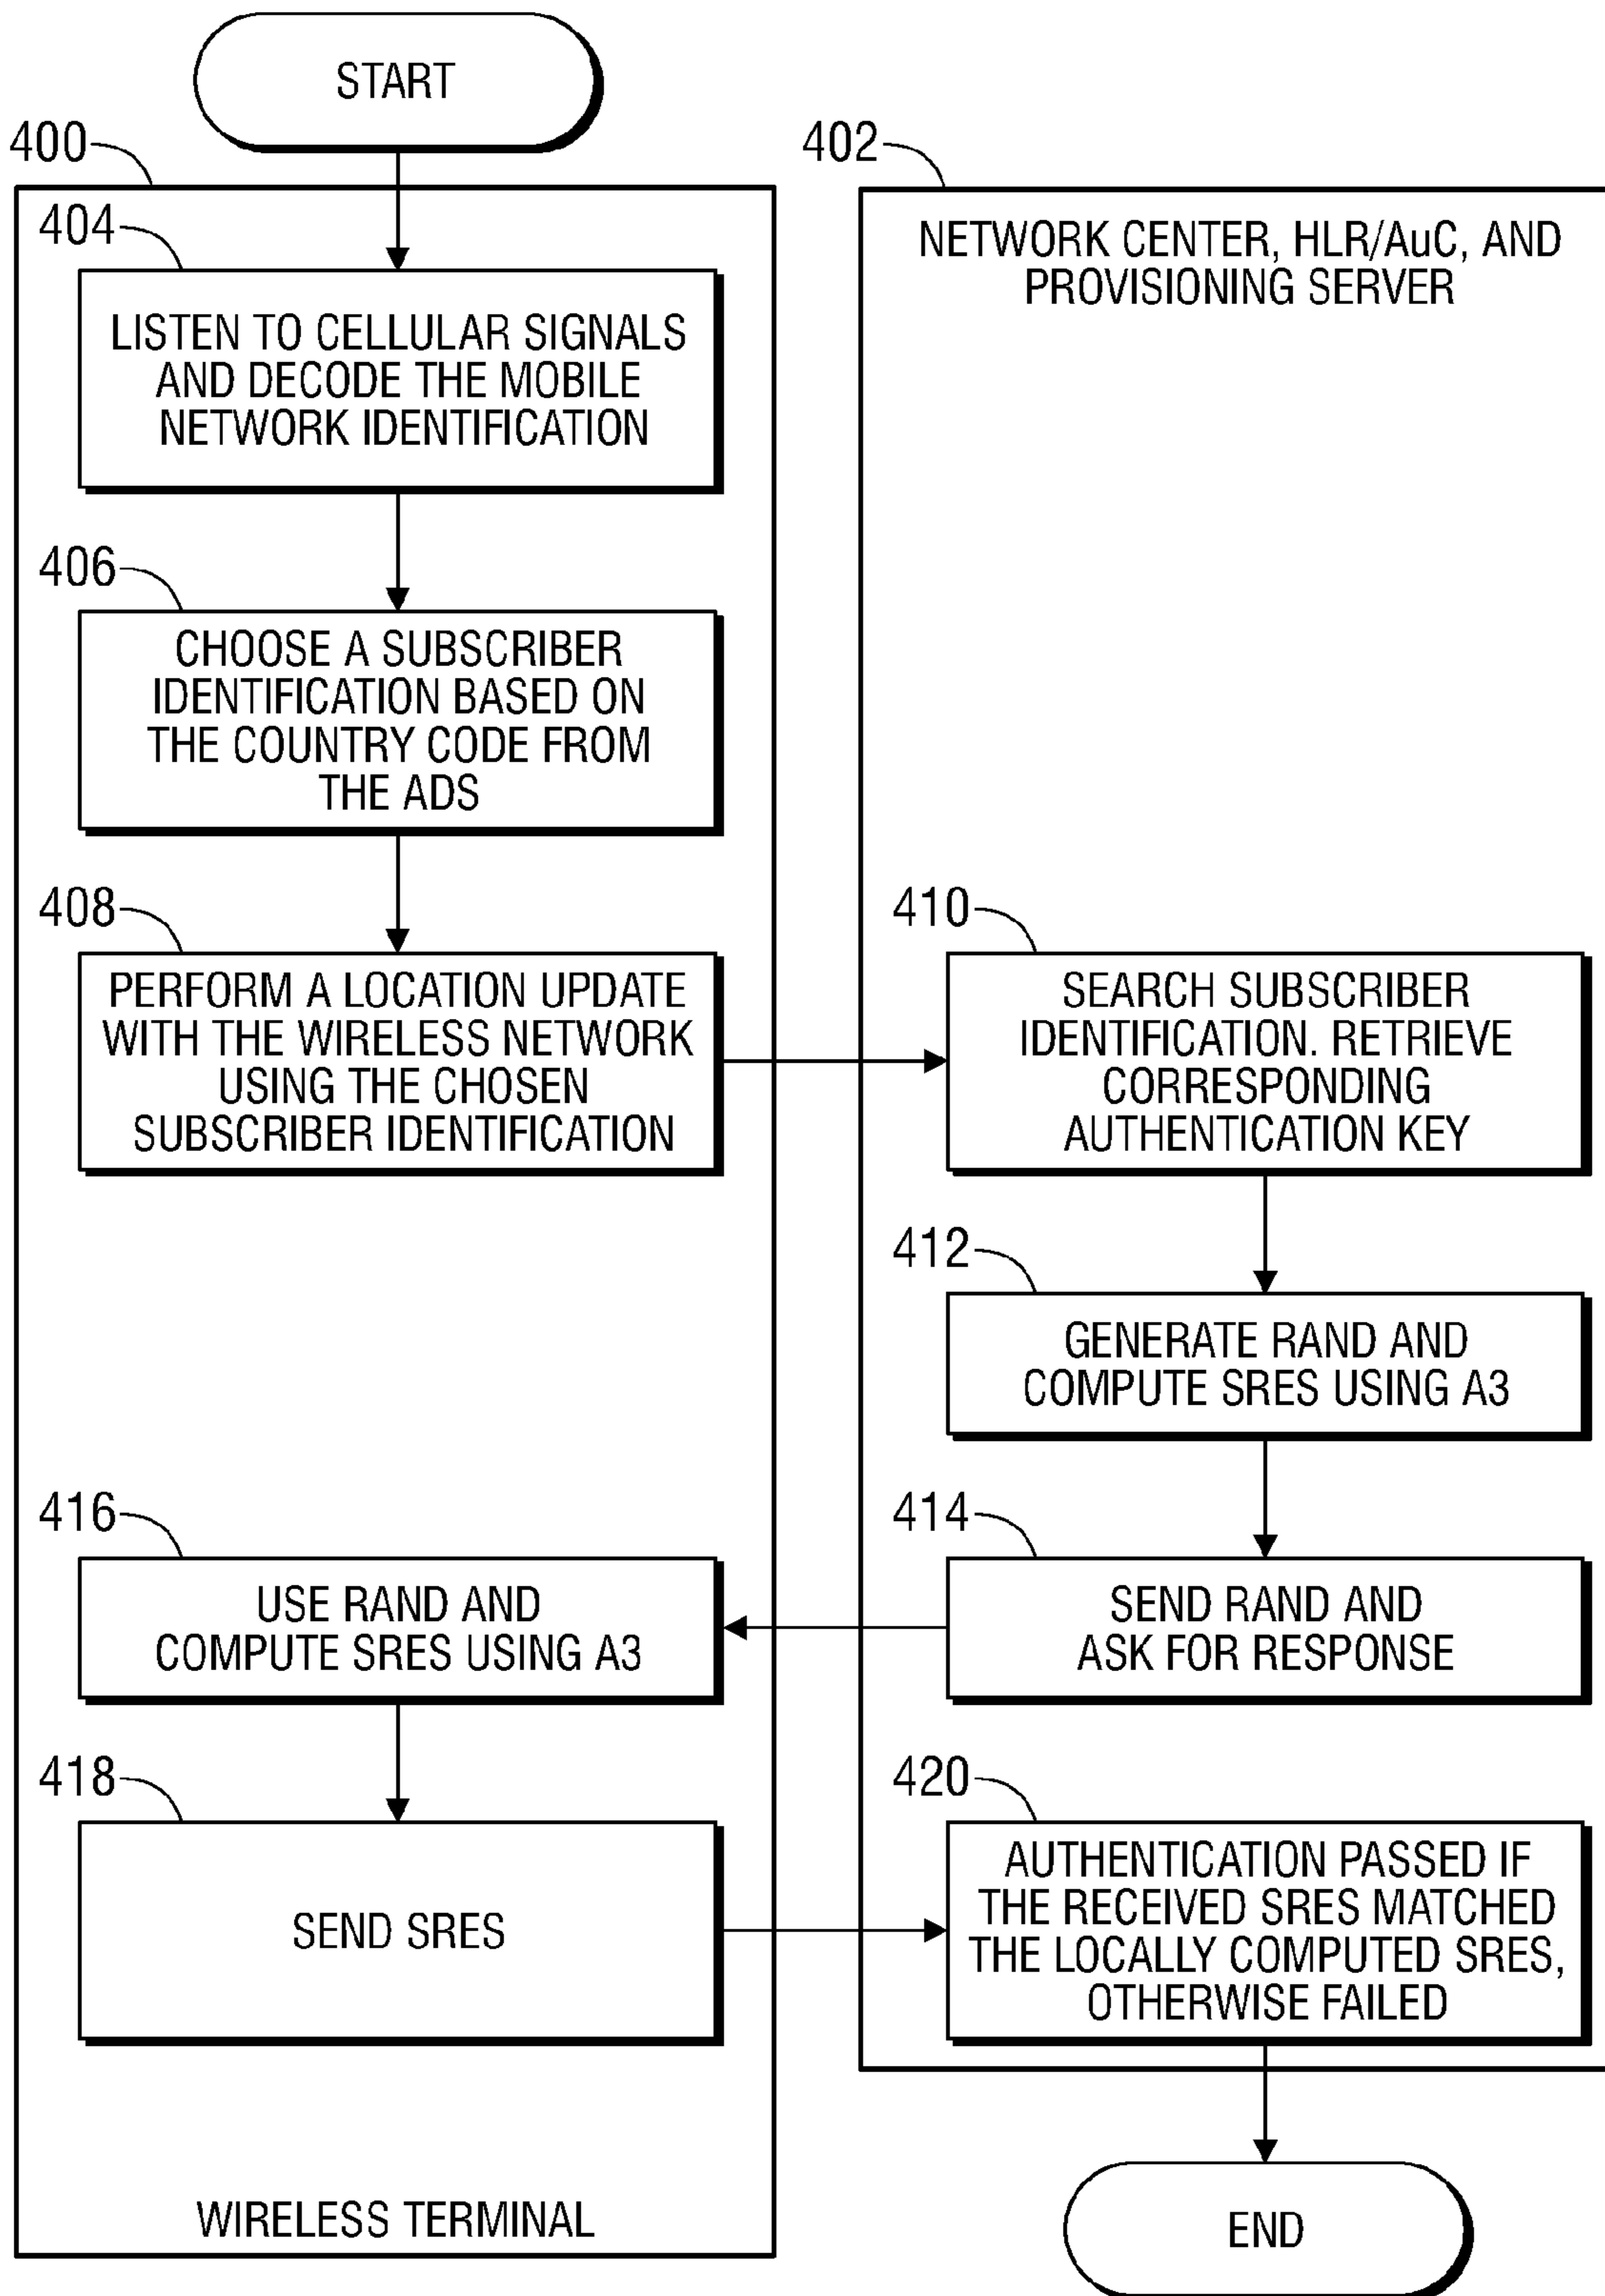 START
400
402
404
NETWORK CENTER, HLR/AuC, AND
PROVISIONING SERVER
LISTEN TO CELLULAR SIGNALS
AND DECODE THE MOBILE
NETWORK IDENTIFICATION
406
CHOOSE A SUBSCRIBER
IDENTIFICATION BASED ON
THE COUNTRY CODE FROM
THE ADS
408
PERFORM A LOCATION UPDATE
WITH THE WIRELESS NETWORK
USING THE CHOSEN
SUBSCRIBER IDENTIFICATION
410
SEARCH SUBSCRIBER
IDENTIFICATION. RETRIEVE
CORRESPONDING
AUTHENTICATION KEY
412
GENERATE RAND AND
COMPUTE SRES USING A3
414
SEND RAND AND
ASK FOR RESPONSE
416
USE RAND AND
COMPUTE SRES USING A3
418
SEND SRES
420
AUTHENTICATION PASSED IF
THE RECEIVED SRES MATCHED
THE LOCALLY COMPUTED SRES,
OTHERWISE FAILED
WIRELESS TERMINAL
END